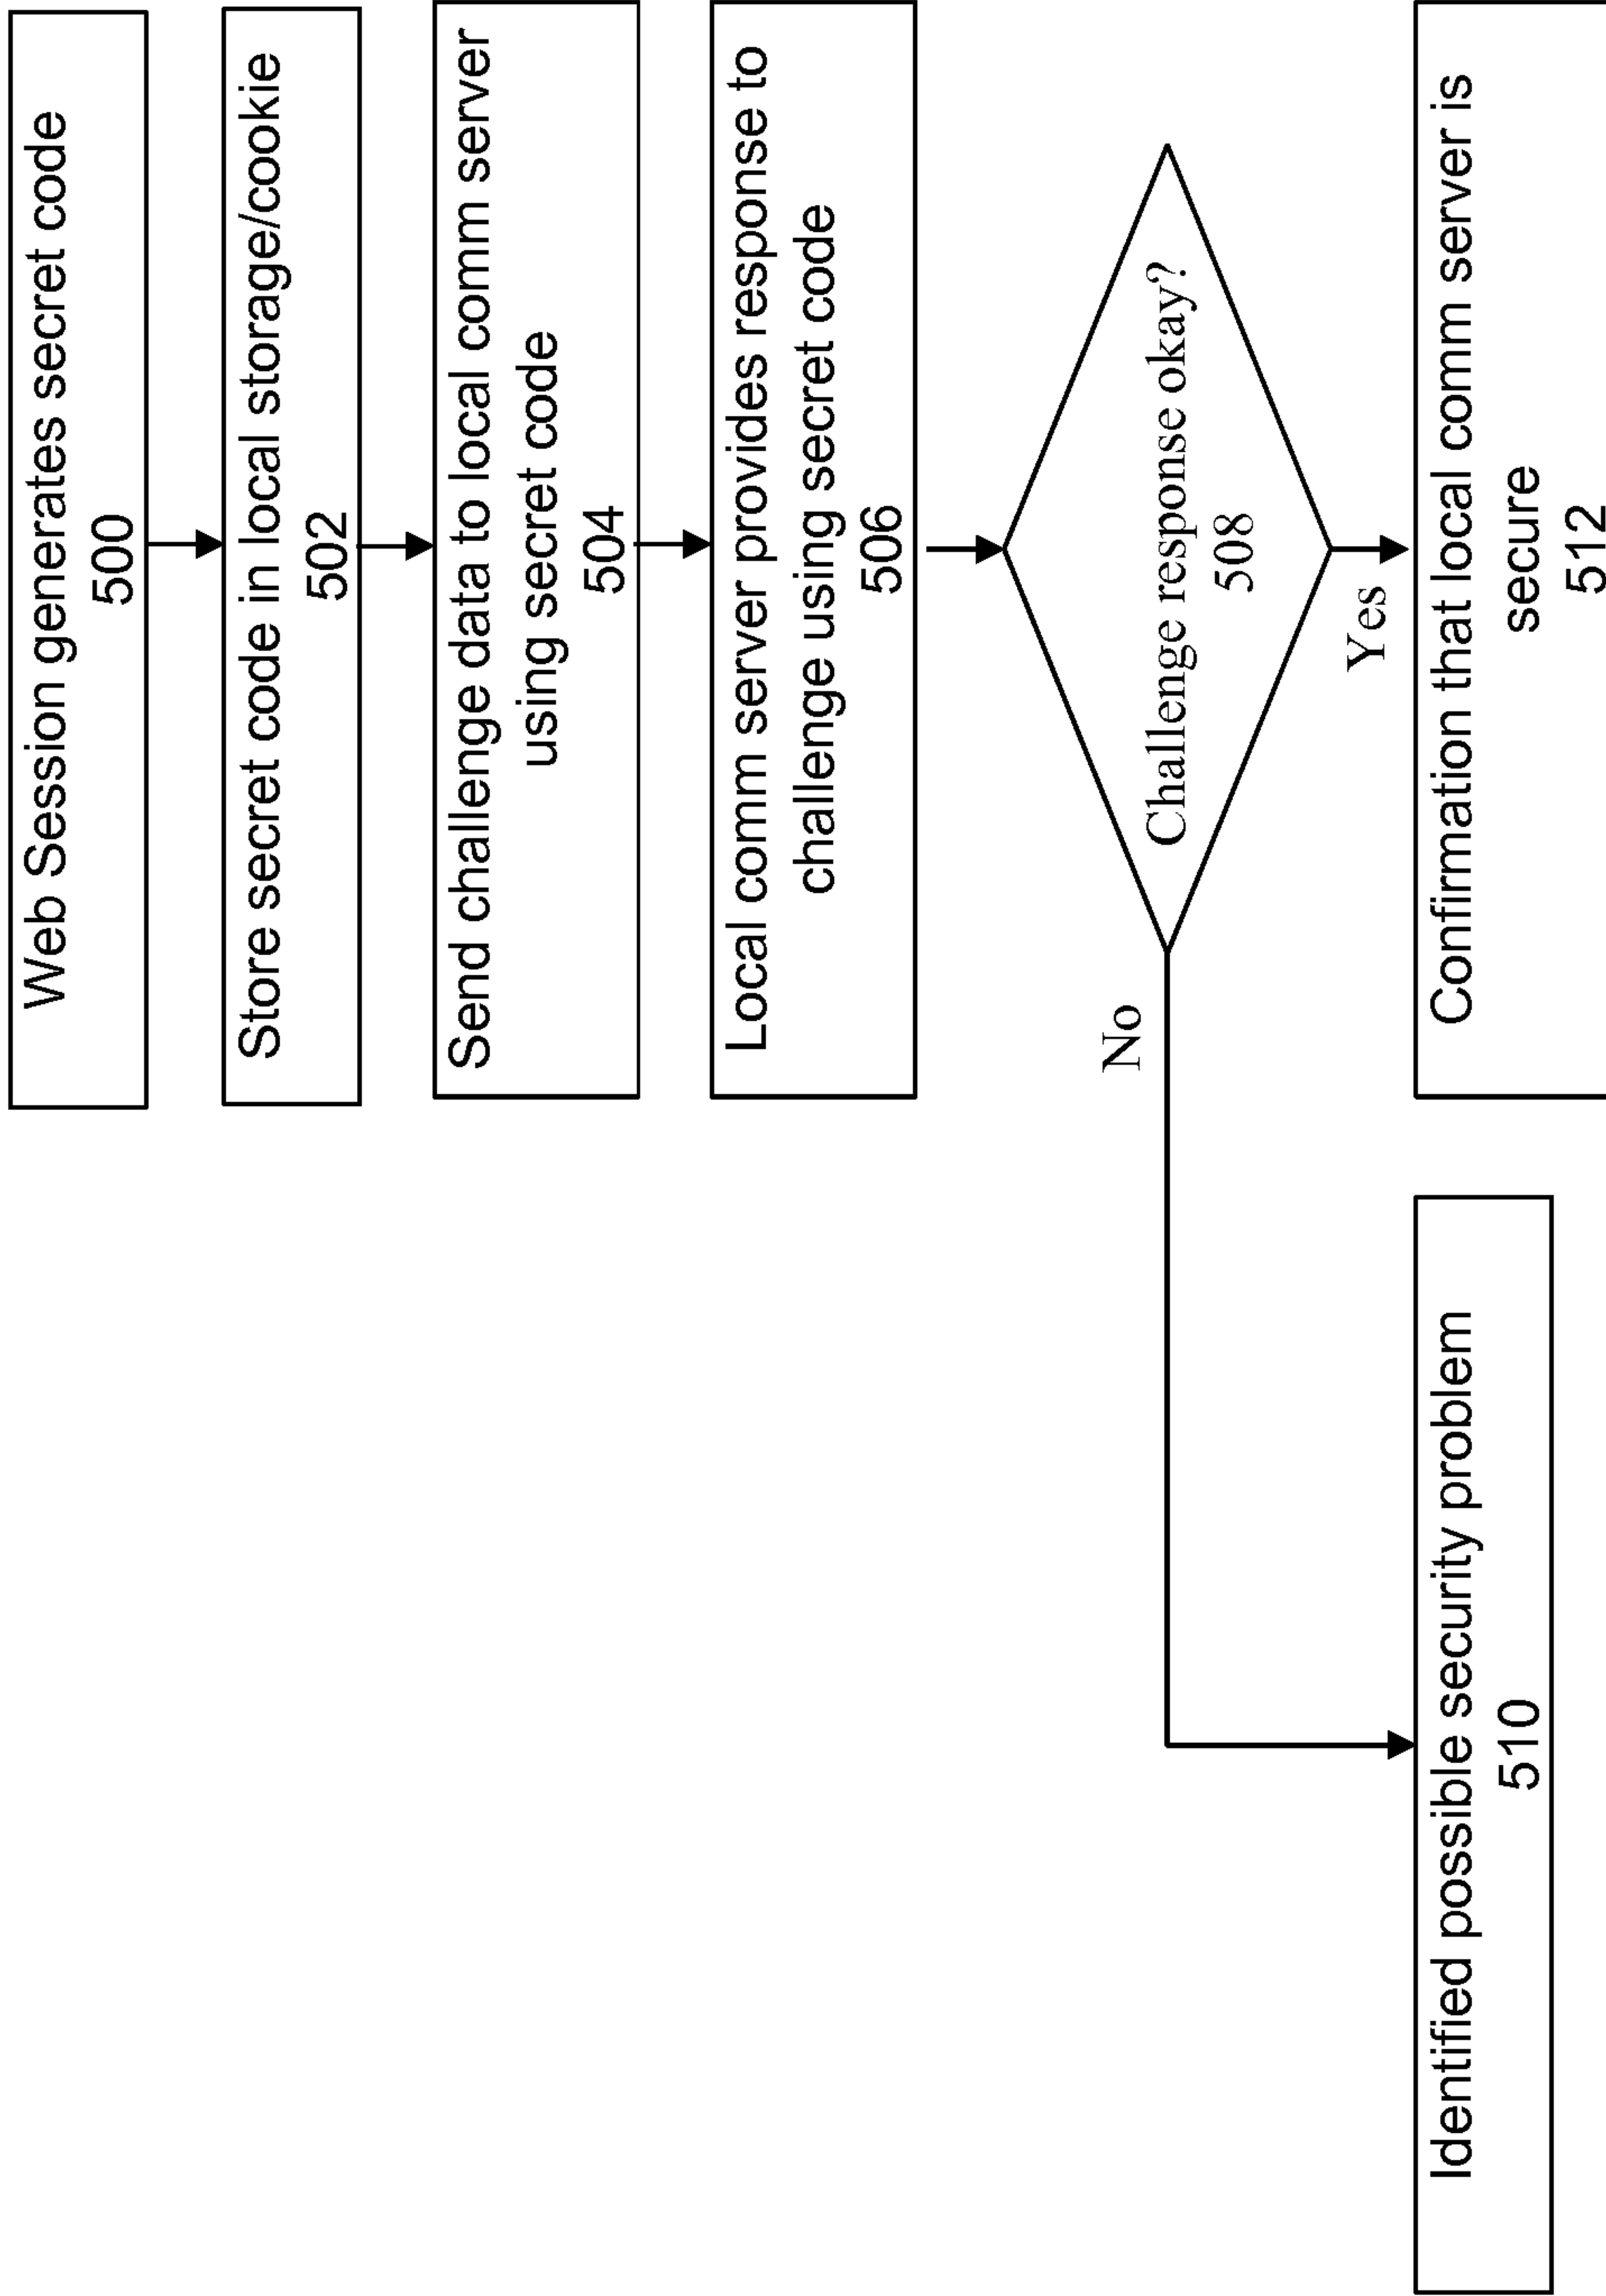 Web Session generates secret code
500
Store secret code in local storage/cookie
502
Send challenge data to local comm server
using secret code
504
Local comm server provides response to
challenge using secret code
506
Challenge response okay?
508
No
Yes
Identified possible security problem
510
Confirmation that local comm server is
secure
512